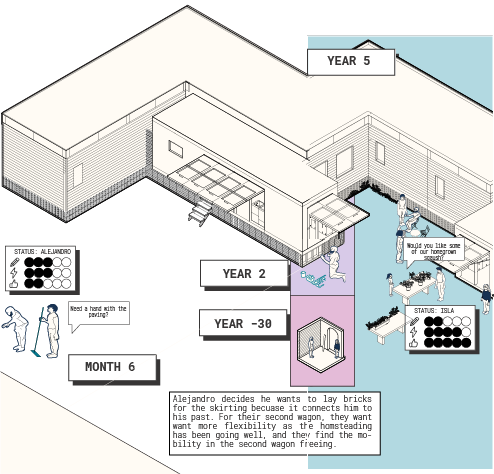 YEAR 5
STATUS: ALEJANDRO
Would you like some
of our homegrown
squash?
YEAR 2
Need a hand with the
paving?
YEAR -30
STATUS: ISLA
MONTH 6
Alejandro decides he wants to lay bricks
for the skirting becuase it connects him to
his past. For their second wagon, they want
want more flexibility as the homsteading
has been going well, and they find the mo-
bility in the second wagon freeing.